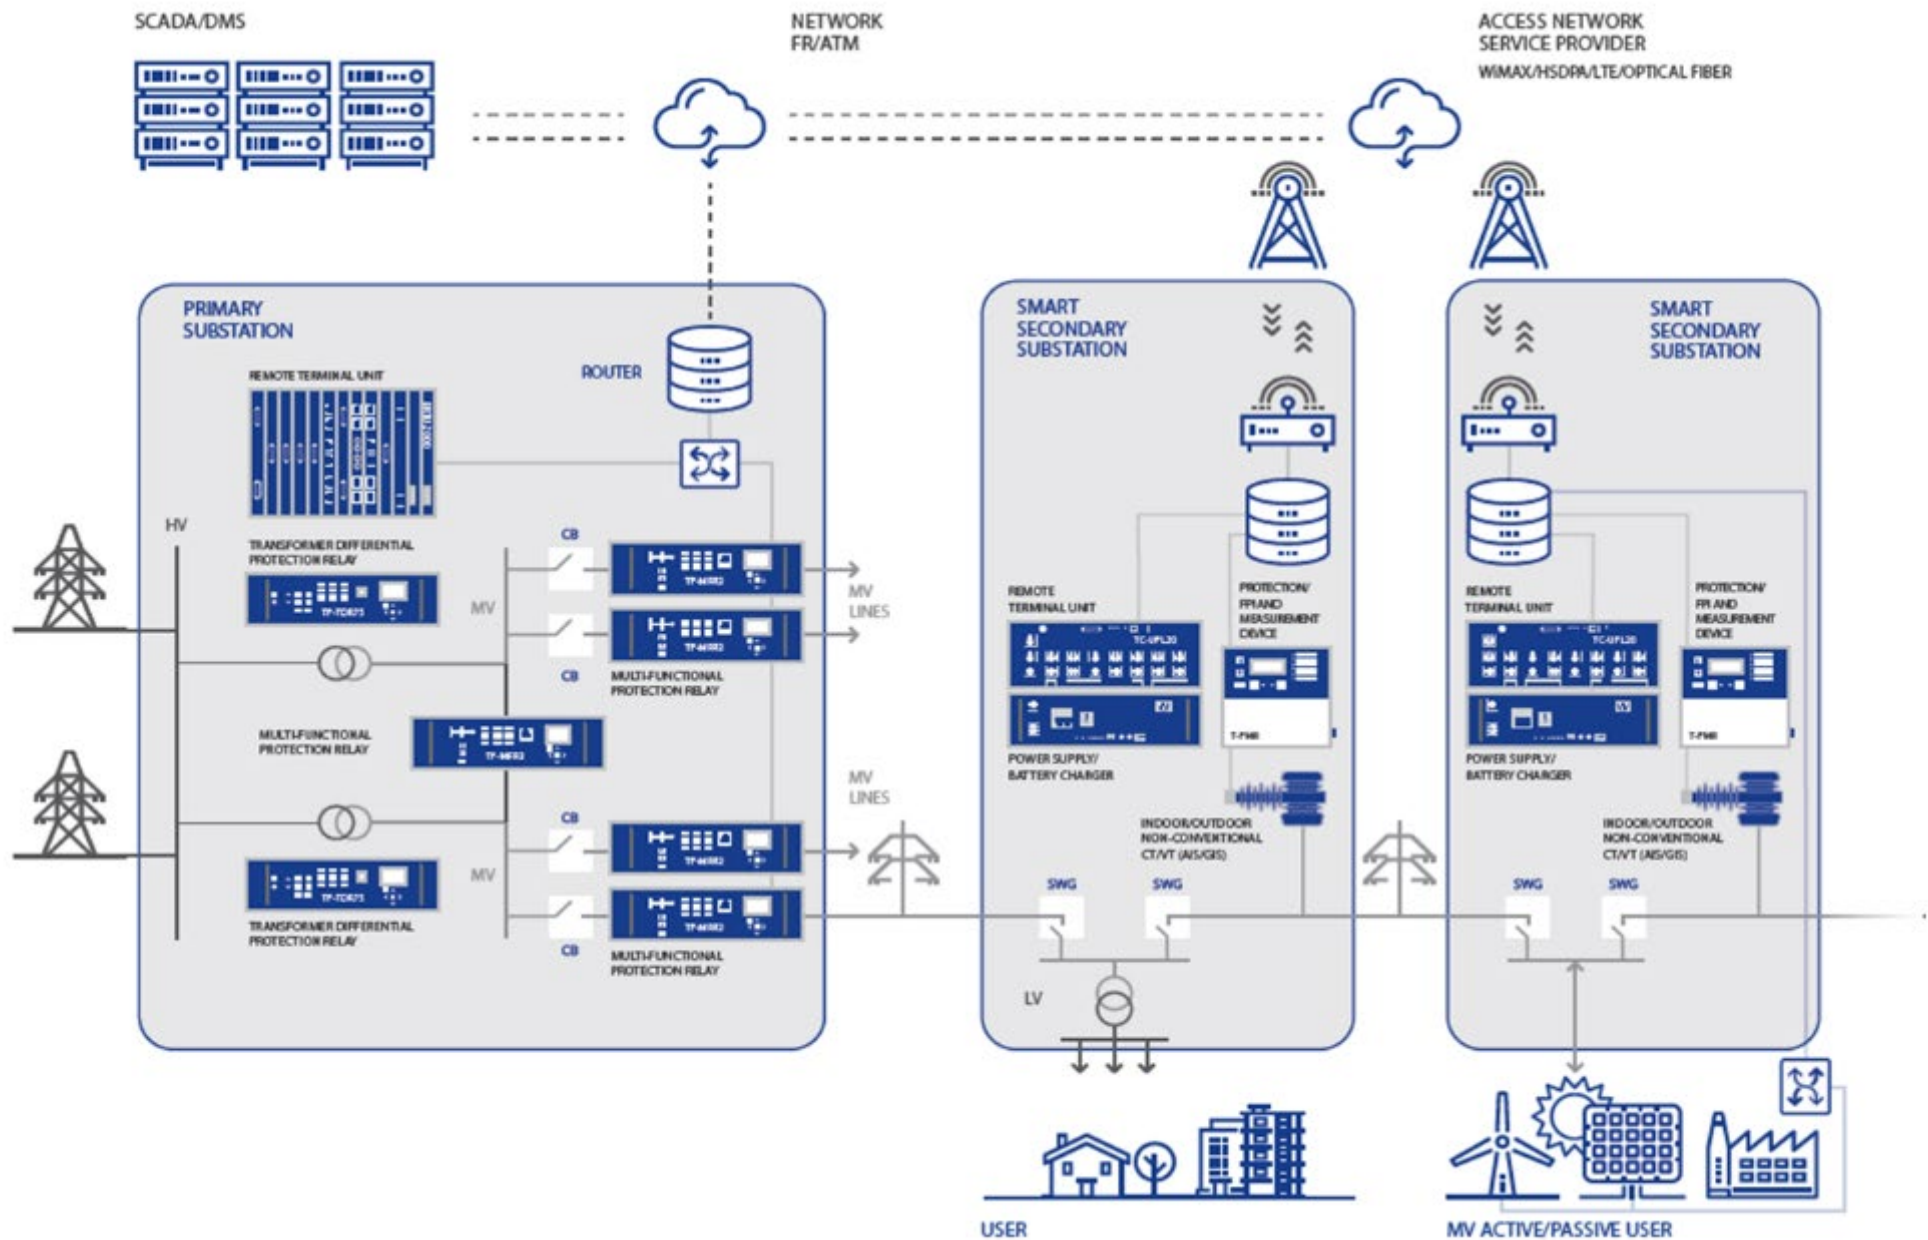 SCADA/DMS
NETWORK
FR/ATM
ACCESS NETWORK
SERVICE PROVIDER
WIMAX/HSDPA/LTE/OPTICAL FIBER
PRIMARY
SUBSTATION
ROUTER
REMOTE TERMINAL UNIT
HV
TRANSFORMER DIFFERENTIAL
PROTECTION RELAY
MV
CB
MV
LINES
CB
MULTI-FUNCTIONAL
PROTECTION RELAY
MULTI-FUNCTIONAL
PROTECTION RELAY
MV
LINES
CB
MV
CB
TRANSFORMER DIFFERENTIAL
PROTECTION RELAY
MULTI-FUNCTIONAL
PROTECTION RELAY
SMART
SECONDARY
SUBSTATION
REMOTE
TERMINAL UNIT
TC-UPL20
PROTECTION/
FPI AND
MEASUREMENT
DEVICE
POWER SUPPLY/
BATTERY CHARGER
INDOOR/OUTDOOR
NON-CONVENTIONAL
CT/VT (AIS/GIS)
SWG
SWG
LV
USER
SMART
SECONDARY
SUBSTATION
REMOTE
TERMINAL UNIT
TC-UPL20
PROTECTION/
FPI AND
MEASUREMENT
DEVICE
POWER SUPPLY/
BATTERY CHARGER
INDOOR/OUTDOOR
NON-CONVENTIONAL
CT/VT (AIS/GIS)
SWG
SWG
MV ACTIVE/PASSIVE USER